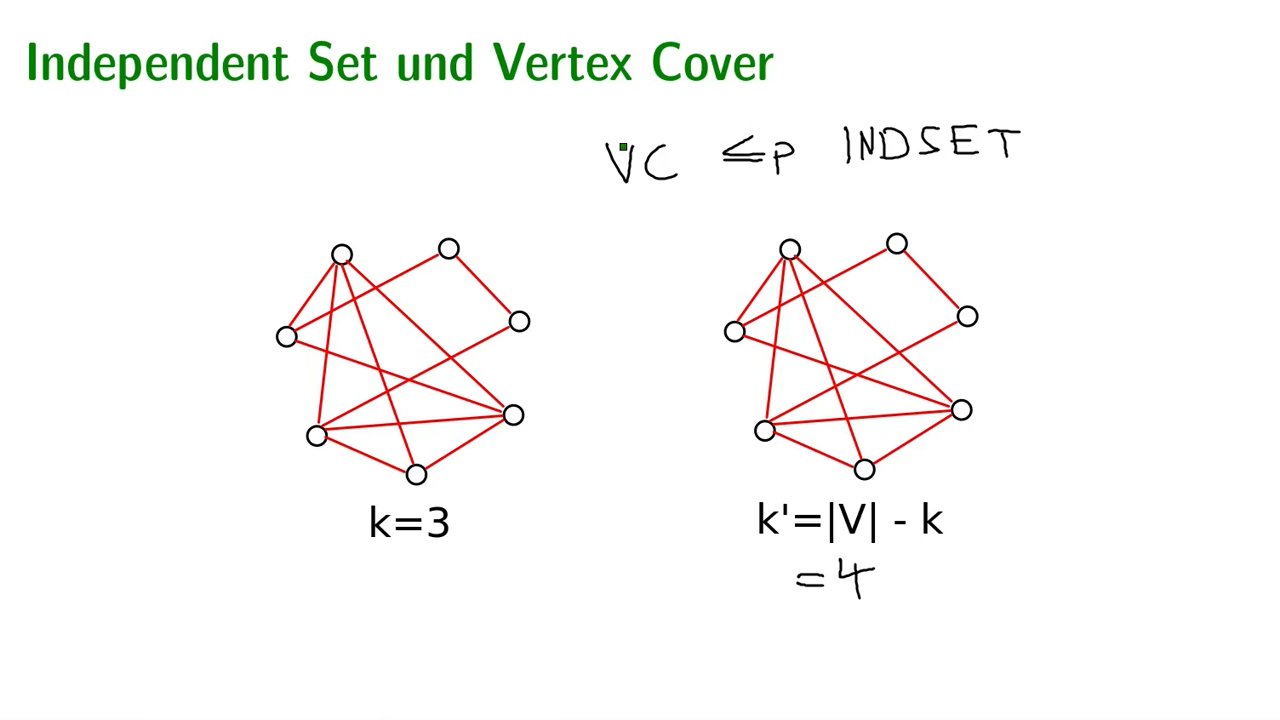 Independent Set und Vertex Cover
VC ≤p INDSET
k=3
k'=|V| - k
=4